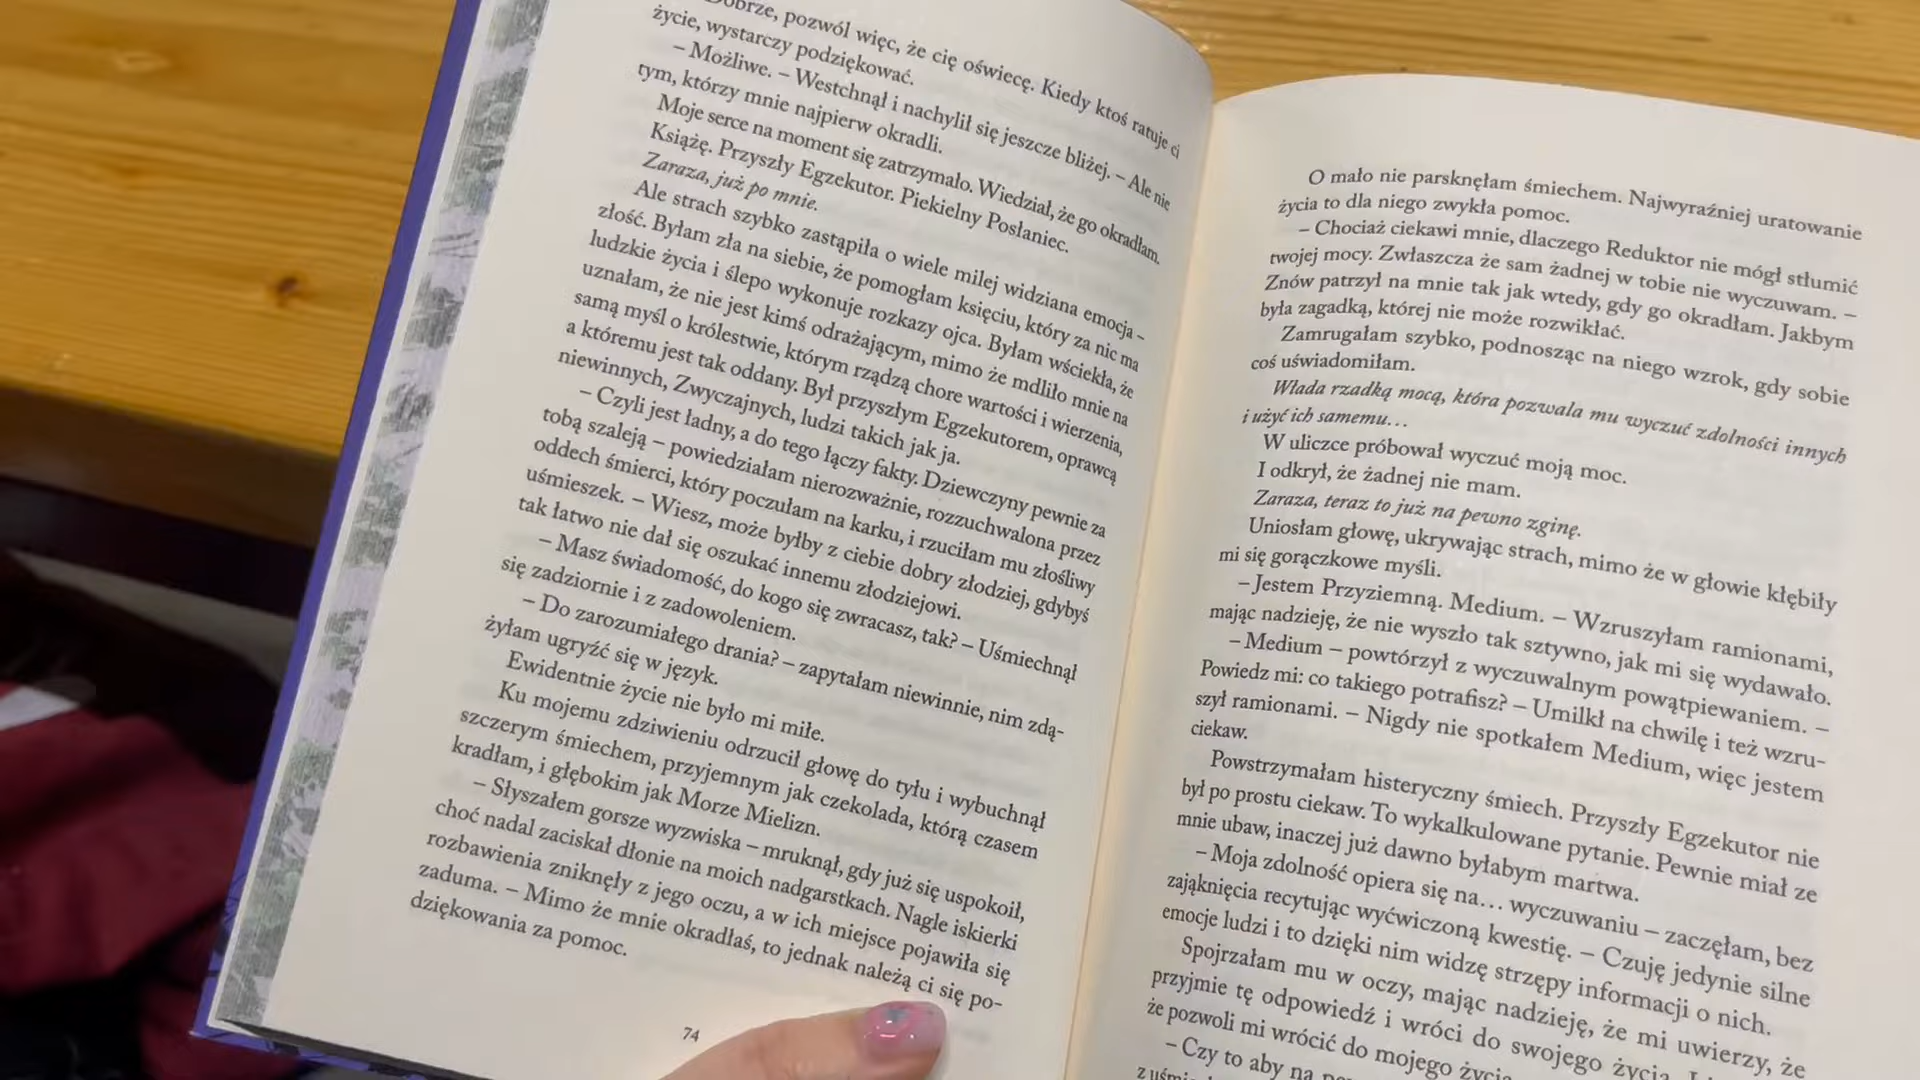 Dobrze, pozwól więc, że cię oświecę. Kiedy ktoś ratuje ci
życie, wystarczy podziękować.
– Możliwe. – Westchnął i nachylił się jeszcze bliżej. – Ale nie
tym, którzy mnie najpierw okradli.
Moje serce na moment się zatrzymało. Wiedział, że go okradłam.
Książę. Przyszły Egzekutor. Piekielny Posłaniec.
Zaraza, już po mnie.
Ale strach szybko zastąpiła o wiele milej widziana emocja –
złość. Byłam zła na siebie, że pomogłam księciu, który za nic ma
ludzkie życia i ślepo wykonuje rozkazy ojca. Byłam wściekła, że
uznałam, że nie jest kimś odrażającym, mimo że mdliło mnie na
samą myśl o królestwie, którym rządzą chore wartości i wierzenia,
a któremu jest tak oddany. Był przyszłym Egzekutorem, oprawcą
niewinnych, Zwyczajnych, ludzi takich jak ja.
– Czyli jest ładny, a do tego łączy fakty. Dziewczyny pewnie za
tobą szaleją – powiedziałam nierozważnie, rozzuchwalona przez
oddech śmierci, który poczułam na karku, i rzuciłam mu złośliwy
uśmieszek. – Wiesz, może byłby z ciebie dobry złodziej, gdybyś
tak łatwo nie dał się oszukać innemu złodziejowi.
– Masz świadomość, do kogo się zwracasz, tak? – Uśmiechnął
się zadziornie i z zadowoleniem.
– Do zarozumiałego drania? – zapytałam niewinnie, nim zdą-
żyłam ugryźć się w język.
Ewidentnie życie nie było mi miłe.
Ku mojemu zdziwieniu odrzucił głowę do tyłu i wybuchnął
szczerym śmiechem, przyjemnym jak czekolada, którą czasem
kradłam, i głębokim jak Morze Mielizn.
– Słyszałem gorsze wyzwiska – mruknął, gdy już się uspokoił,
choć nadal zaciskał dłonie na moich nadgarstkach. Nagle iskierki
rozbawienia zniknęły z jego oczu, a w ich miejsce pojawiła się
zaduma. – Mimo że mnie okradłaś, to jednak należą ci się po-
dziękowania za pomoc.
74
O mało nie parsknęłam śmiechem. Najwyraźniej uratowanie
życia to dla niego zwykła pomoc.
– Chociaż ciekawi mnie, dlaczego Reduktor nie mógł stłumić
twojej mocy. Zwłaszcza że sam żadnej w tobie nie wyczuwam. –
Znów patrzył na mnie tak jak wtedy, gdy go okradłam. Jakbym
była zagadką, której nie może rozwikłać.
Zamrugałam szybko, podnosząc na niego wzrok, gdy sobie
coś uświadomiłam.
Włada rzadką mocą, która pozwala mu wyczuć zdolności innych
i użyć ich samemu…
W uliczce próbował wyczuć moją moc.
I odkrył, że żadnej nie mam.
Zaraza, teraz to już na pewno zginę.
Uniosłam głowę, ukrywając strach, mimo że w głowie kłębiły
mi się gorączkowe myśli.
– Jestem Przyziemną. Medium. – Wzruszyłam ramionami,
mając nadzieję, że nie wyszło tak sztywno, jak mi się wydawało.
– Medium – powtórzył z wyczuwalnym powątpiewaniem. –
Powiedz mi: co takiego potrafisz? – Umilkł na chwilę i też wzru-
szył ramionami. – Nigdy nie spotkałem Medium, więc jestem
ciekaw.
Powstrzymałam histeryczny śmiech. Przyszły Egzekutor nie
był po prostu ciekaw. To wykalkulowane pytanie. Pewnie miał ze
mnie ubaw, inaczej już dawno byłabym martwa.
– Moja zdolność opiera się na… wyczuwaniu – zaczęłam, bez
zająknięcia recytując wyćwiczoną kwestię. – Czuję jedynie silne
emocje ludzi i to dzięki nim widzę strzępy informacji o nich.
Spojrzałam mu w oczy, mając nadzieję, że mi uwierzy, że
przyjmie tę odpowiedź i wróci do swojego życia
że pozwoli mi wrócić do mojego życia
– Czy to aby na